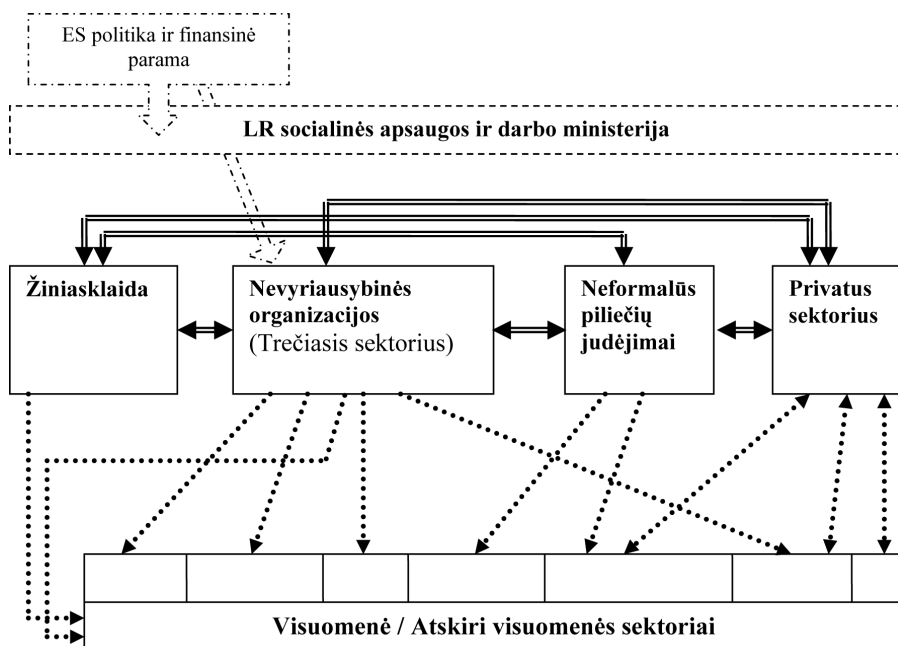 ES politika ir finansinė
parama
LR socialinės apsaugos ir darbo ministerija
Žiniasklaida
Nevyriausybinės
organizacijos
(Trečiasis sektorius)
Neformalūs
piliečių
judėjimai
Privatus
sektorius
Visuomenė / Atskiri visuomenės sektoriai